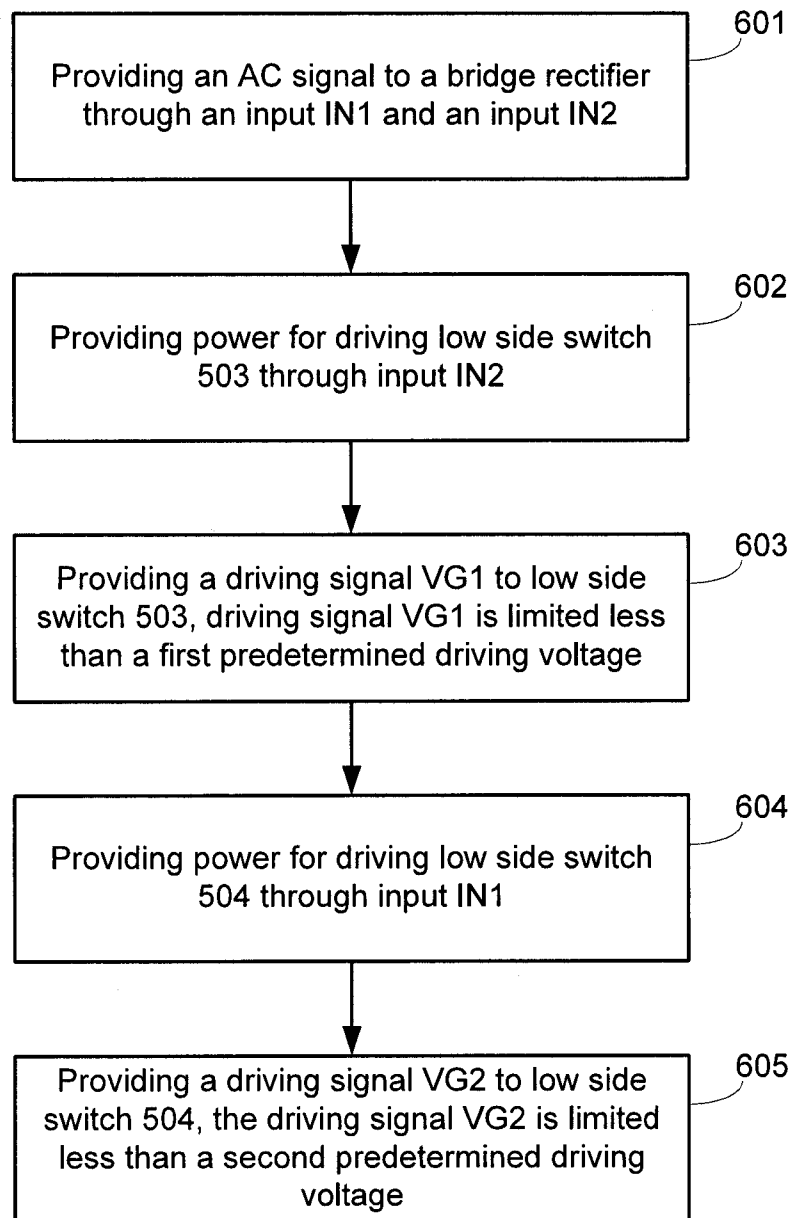 601
Providing an AC signal to a bridge rectifier
through an input IN1 and an input IN2
602
Providing power for driving low side switch
503 through input IN2
603
Providing a driving signal VG1 to low side
switch 503, driving signal VG1 is limited less
than a first predetermined driving voltage
604
Providing power for driving low side switch
504 through input IN1
605
Providing a driving signal VG2 to low side
switch 504, the driving signal VG2 is limited
less than a second predetermined driving
voltage